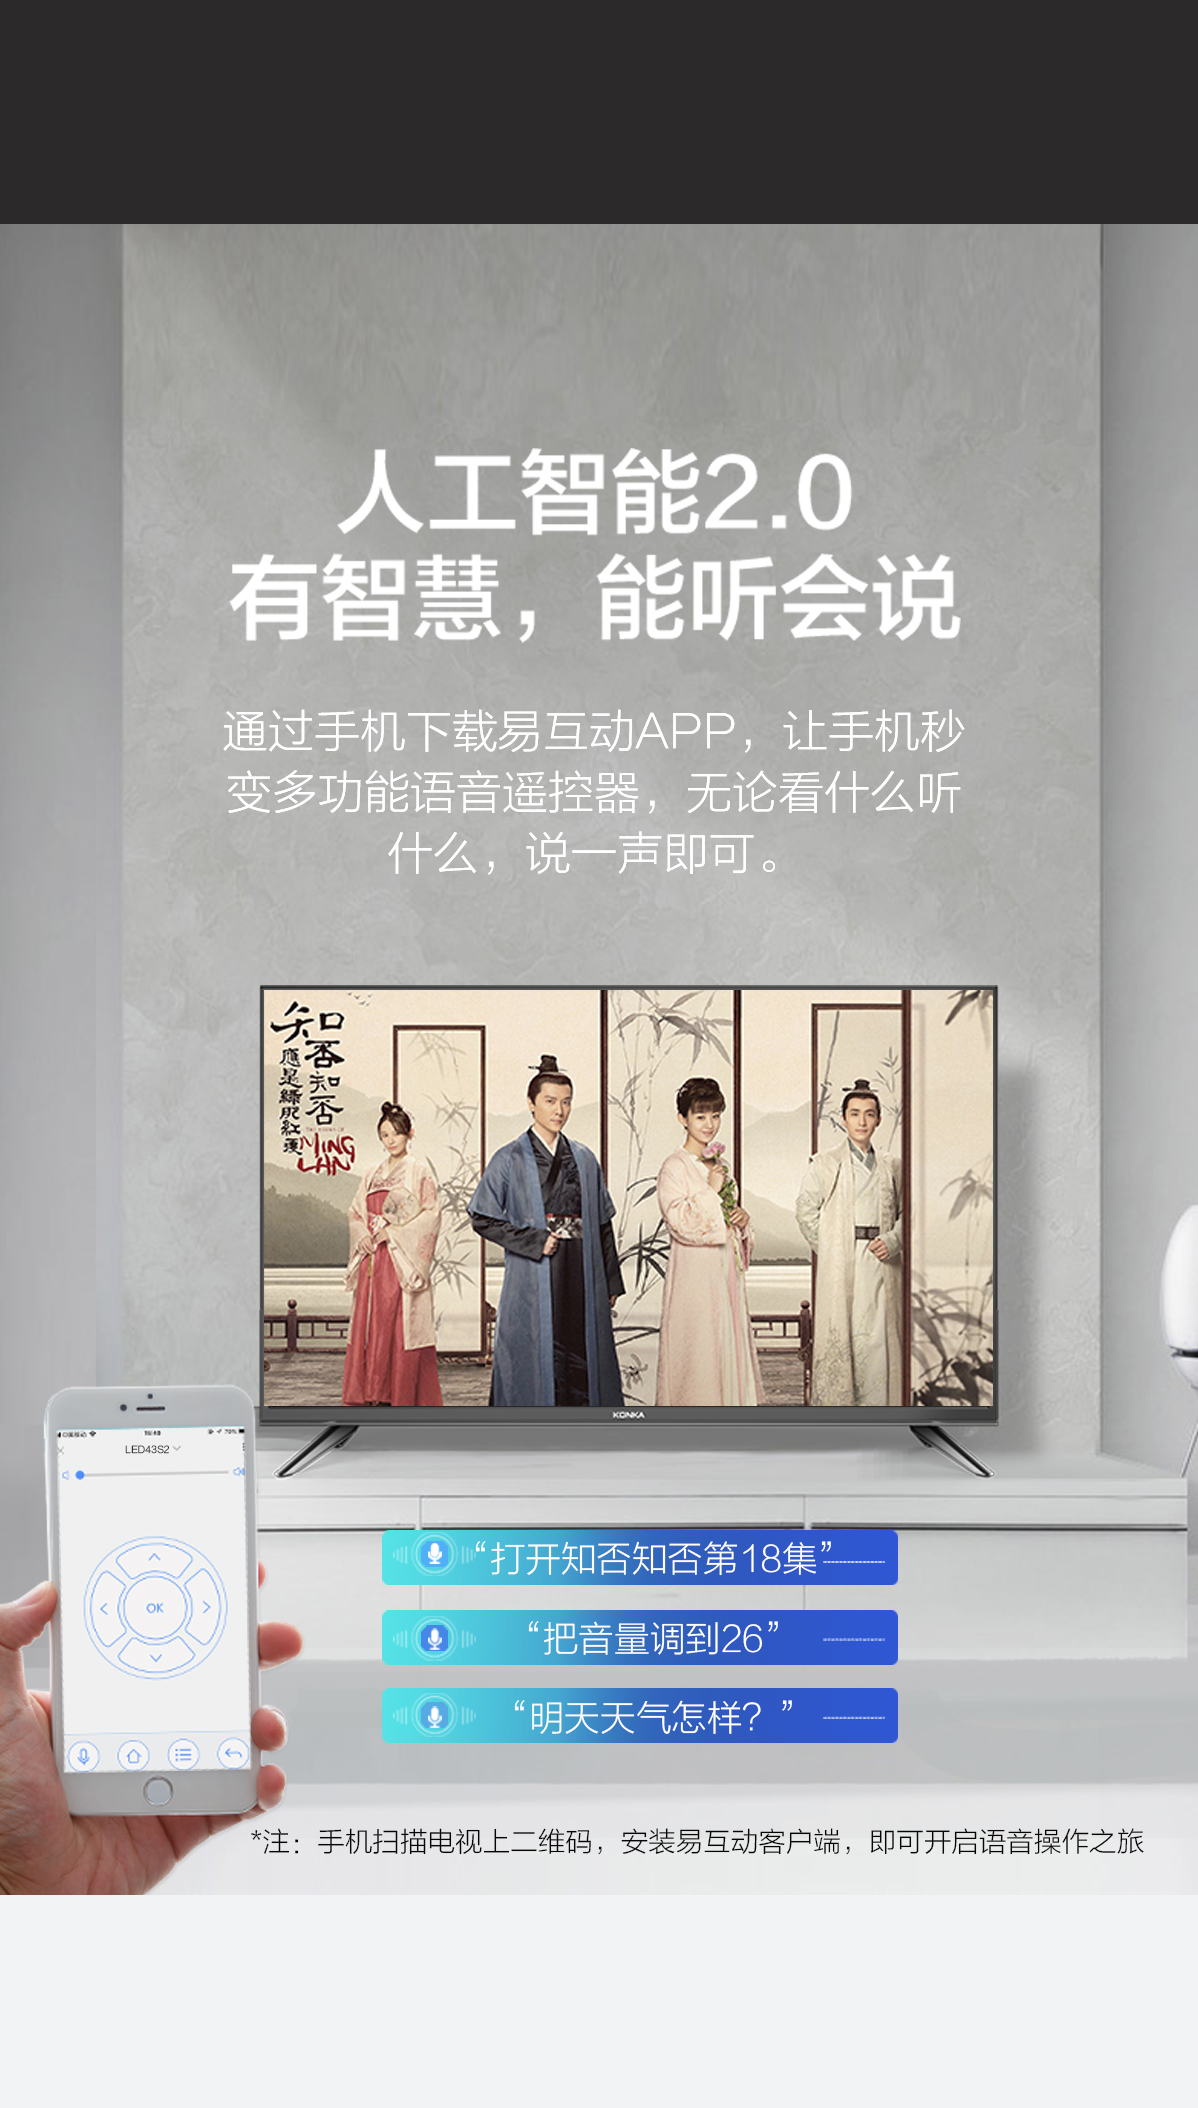 人工智能2.0
有智慧，能听会说
通过手机下载易互动APP，让手机秒
变多功能语音遥控器，无论看什么听
什么，说一声即可。
知否知否
應是綠肥紅瘦
MING
LAN
KONKA
LED43S2
OK
“打开知否知否第18集”
“把音量调到26”
“明天天气怎样？”
*注：手机扫描电视上二维码，安装易互动客户端，即可开启语音操作之旅